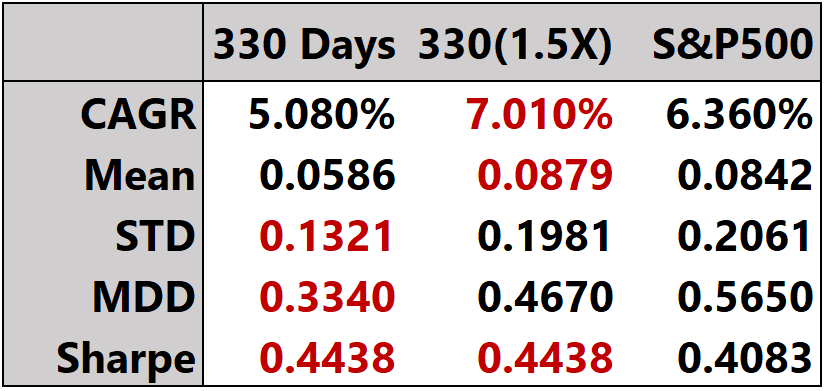 330 Days 330(1.5X) S&P500
CAGR 5.080% 7.010% 6.360%
Mean 0.0586 0.0879 0.0842
STD 0.1321 0.1981 0.2061
MDD 0.3340 0.4670 0.5650
Sharpe 0.4438 0.4438 0.4083